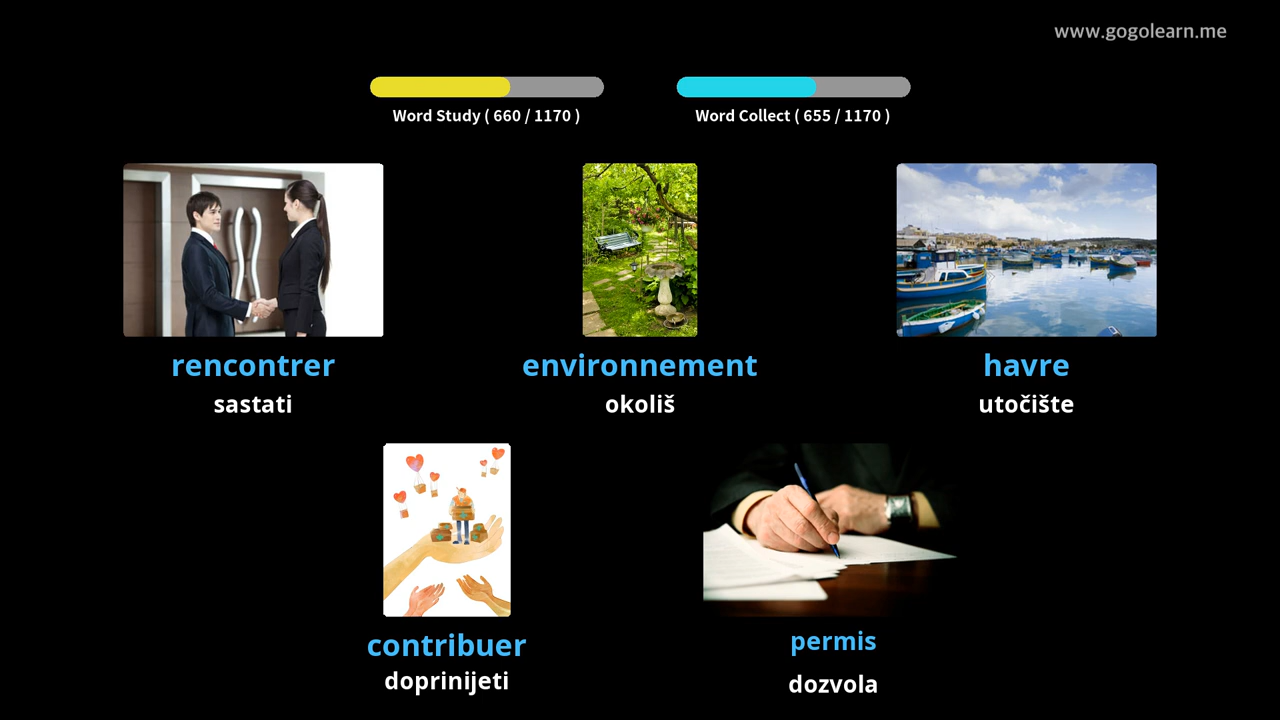 www.gogolearn.me
Word Study ( 660 / 1170 )
Word Collect ( 655 / 1170 )
rencontrer
sastati
environnement
okoliš
havre
utočište
contribuer
doprinijeti
permis
dozvola